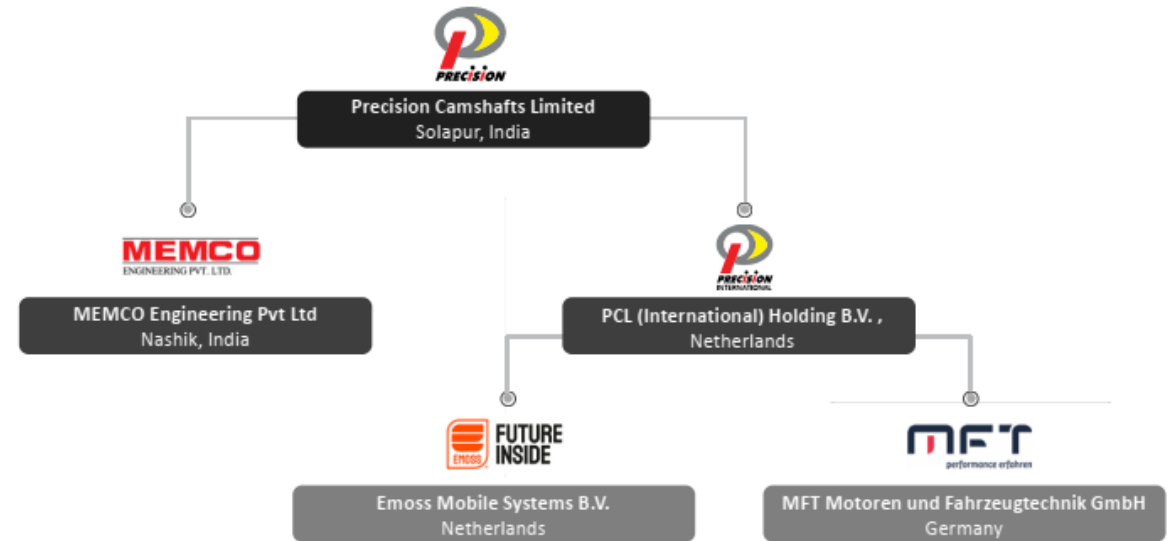 PRECISION
Precision Camshafts Limited
Solapur, India
MEMCO
ENGINEERING PVT. LTD.
MEMCO Engineering Pvt Ltd
Nashik, India
PRECISION
INTERNATIONAL
PCL (International) Holding B.V. ,
Netherlands
EMOSS
FUTURE
INSIDE
Emoss Mobile Systems B.V.
Netherlands
MFT
performance erfahren
MFT Motoren und Fahrzeugtechnik GmbH
Germany